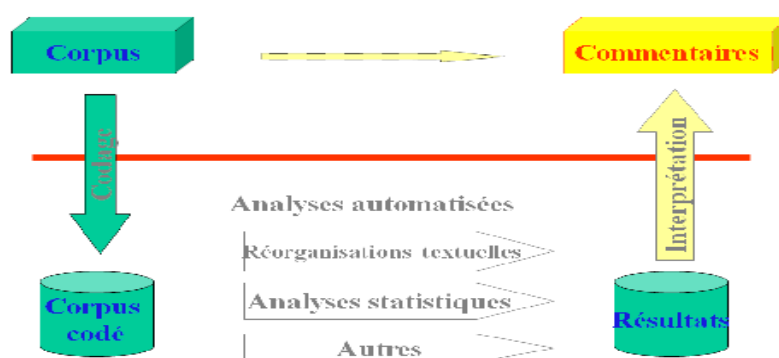 Corpus
Commentaires
Codage
Interprétation
Analyses automatisées
Réorganisations textuelles
Analyses statistiques
Autres
Corpus
codé
Résultats